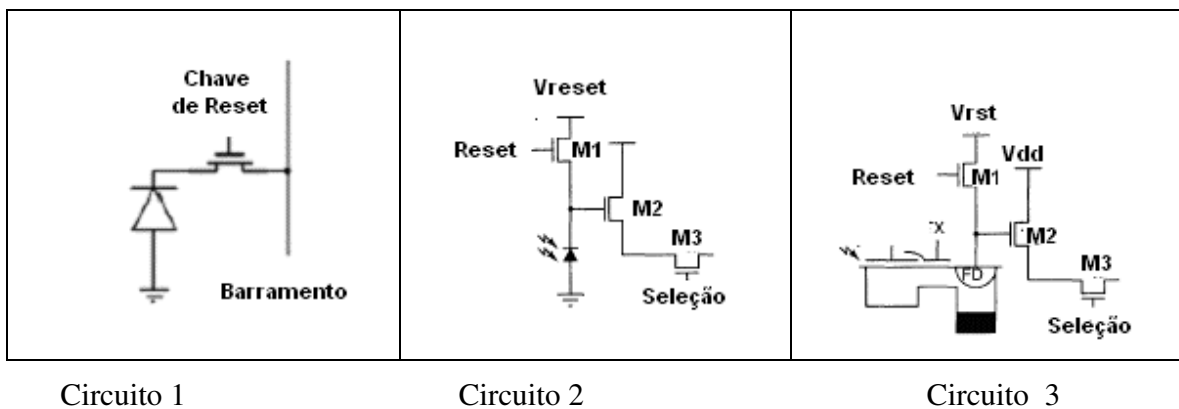 Chave
de Reset
Barramento
Vreset
Reset
M1
M2
M3
Seleção
Vrst
Vdd
Reset
M1
M2
FD
M3
Seleção
Circuito 1
Circuito 2
Circuito 3